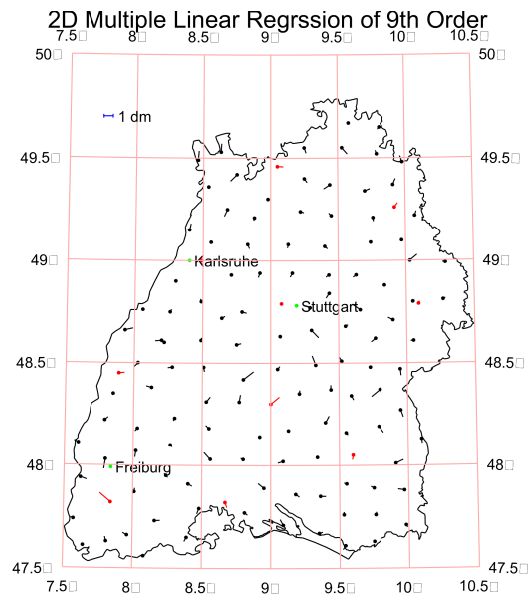 2D Multiple Linear Regrssion of 9th Order
7.5□ 8□ 8.5□ 9□ 9.5□ 10□ 10.5□
50□ 50□
1 dm
49.5□ 49.5□
49□ Karlsruhe 49□
Stuttgart
48.5□ 48.5□
48□ Freiburg 48□
47.5□ 47.5□
7.5□ 8□ 8.5□ 9□ 9.5□ 10□ 10.5□